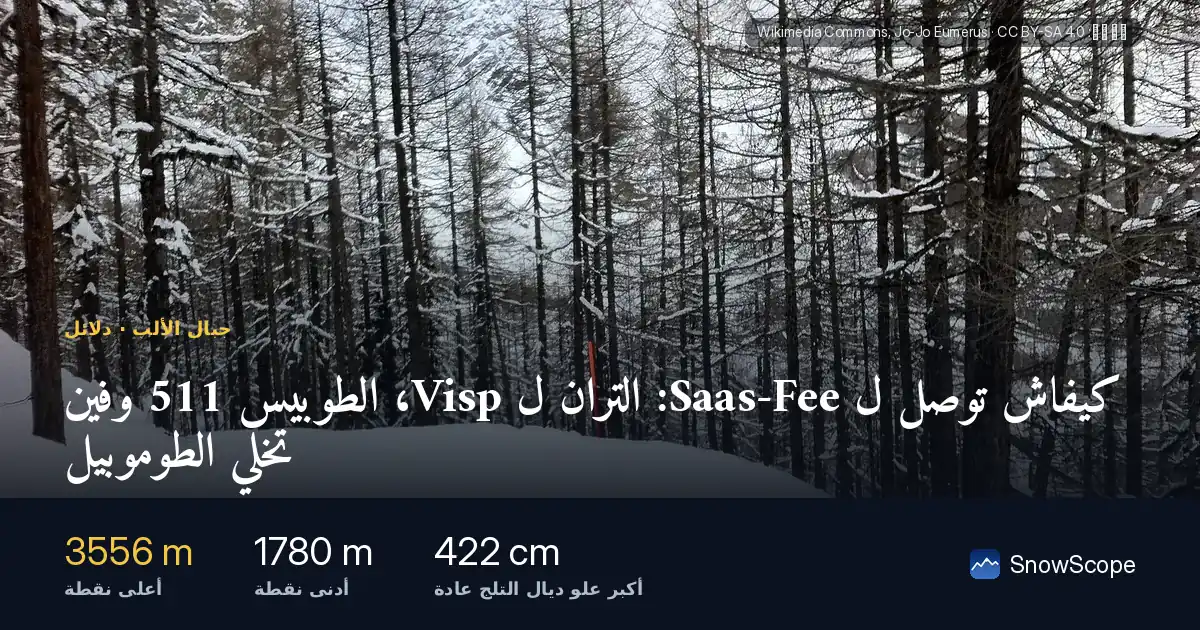 Wikimedia Commons, Jo-Jo Eumerus · CC BY-SA 4.0 :
جبال الألب · دلائل
كيفاش توصل ل Saas-Fee: التران ل Visp، الطوبيس 511 وفين
تخلي الطوموبيل
3556 m
أعلى نقطة
1780 m
أدنى نقطة
422 cm
أكبر علو ديال الثلج عادة
SnowScope